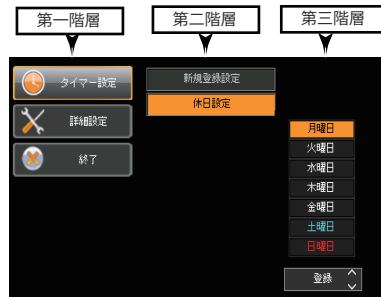 第一階層
第二階層
第三階層
タイマー設定
新規登録設定
休日設定
詳細設定
終了
月曜日
火曜日
水曜日
木曜日
金曜日
土曜日
日曜日
登録